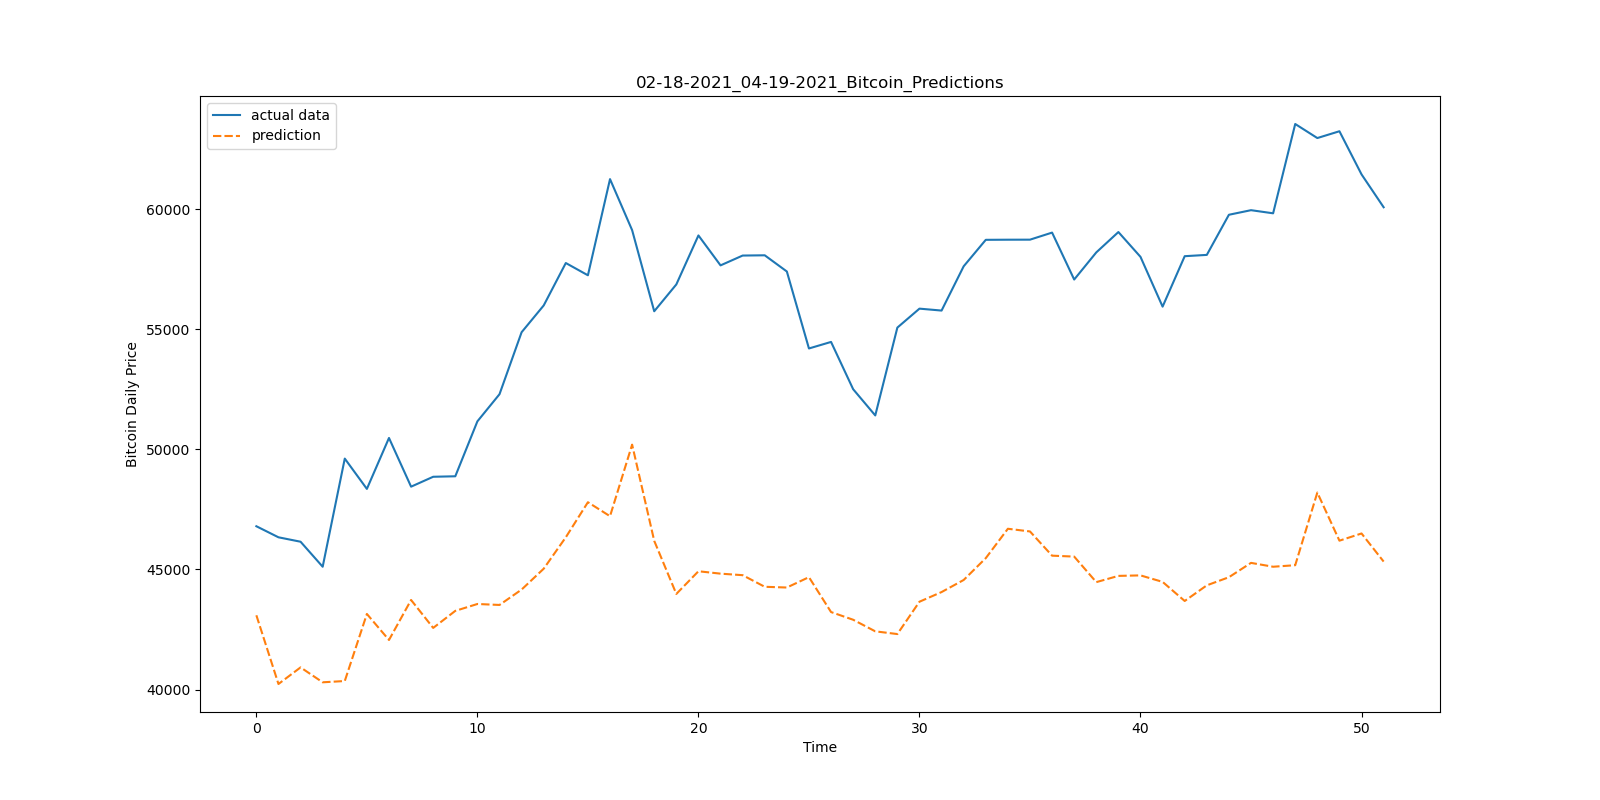 02-18-2021_04-19-2021_Bitcoin_Predictions
actual data
prediction
Bitcoin Daily Price
60000
55000
50000
45000
40000
0 10 20 30 40 50
Time